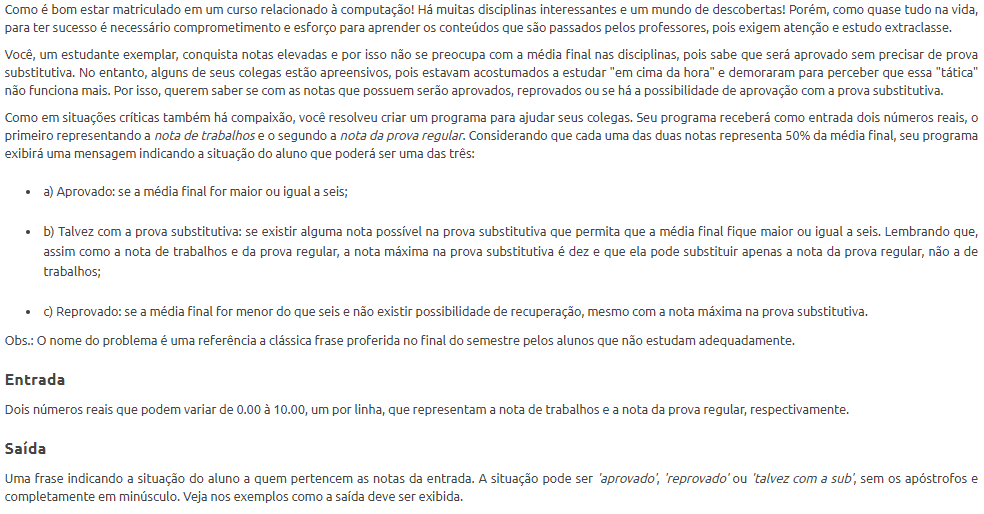 Como é bom estar matriculado em um curso relacionado à computação! Há muitas disciplinas interessantes e um mundo de descobertas! Porém, como quase tudo na vida,
para ter sucesso é necessário comprometimento e esforço para aprender os conteúdos que são passados pelos professores, pois exigem atenção e estudo extraclasse.
Você, um estudante exemplar, conquista notas elevadas e por isso não se preocupa com a média final nas disciplinas, pois sabe que será aprovado sem precisar de prova
substitutiva. No entanto, alguns de seus colegas estão apreensivos, pois estavam acostumados a estudar "em cima da hora" e demoraram para perceber que essa "tática"
não funciona mais. Por isso, querem saber se com as notas que possuem serão aprovados, reprovados ou se há a possibilidade de aprovação com a prova substitutiva.
Como em situações críticas também há compaixão, você resolveu criar um programa para ajudar seus colegas. Seu programa receberá como entrada dois números reais, o
primeiro representando a nota de trabalhos e o segundo a nota da prova regular. Considerando que cada uma das duas notas representa 50% da média final, seu programa
exibirá uma mensagem indicando a situação do aluno que poderá ser uma das três:
• a) Aprovado: se a média final for maior ou igual a seis;
• b) Talvez com a prova substitutiva: se existir alguma nota possível na prova substitutiva que permita que a média final fique maior ou igual a seis. Lembrando que,
assim como a nota de trabalhos e da prova regular, a nota máxima na prova substitutiva é dez e que ela pode substituir apenas a nota da prova regular, não a de
trabalhos;
• c) Reprovado: se a média final for menor do que seis e não existir possibilidade de recuperação, mesmo com a nota máxima na prova substitutiva.
Obs.: O nome do problema é uma referência a clássica frase proferida no final do semestre pelos alunos que não estudam adequadamente.
Entrada
Dois números reais que podem variar de 0.00 à 10.00, um por linha, que representam a nota de trabalhos e a nota da prova regular, respectivamente.
Saída
Uma frase indicando a situação do aluno a quem pertencem as notas da entrada. A situação pode ser 'aprovado', 'reprovado' ou 'talvez com a sub', sem os apóstrofos e
completamente em minúsculo. Veja nos exemplos como a saída deve ser exibida.